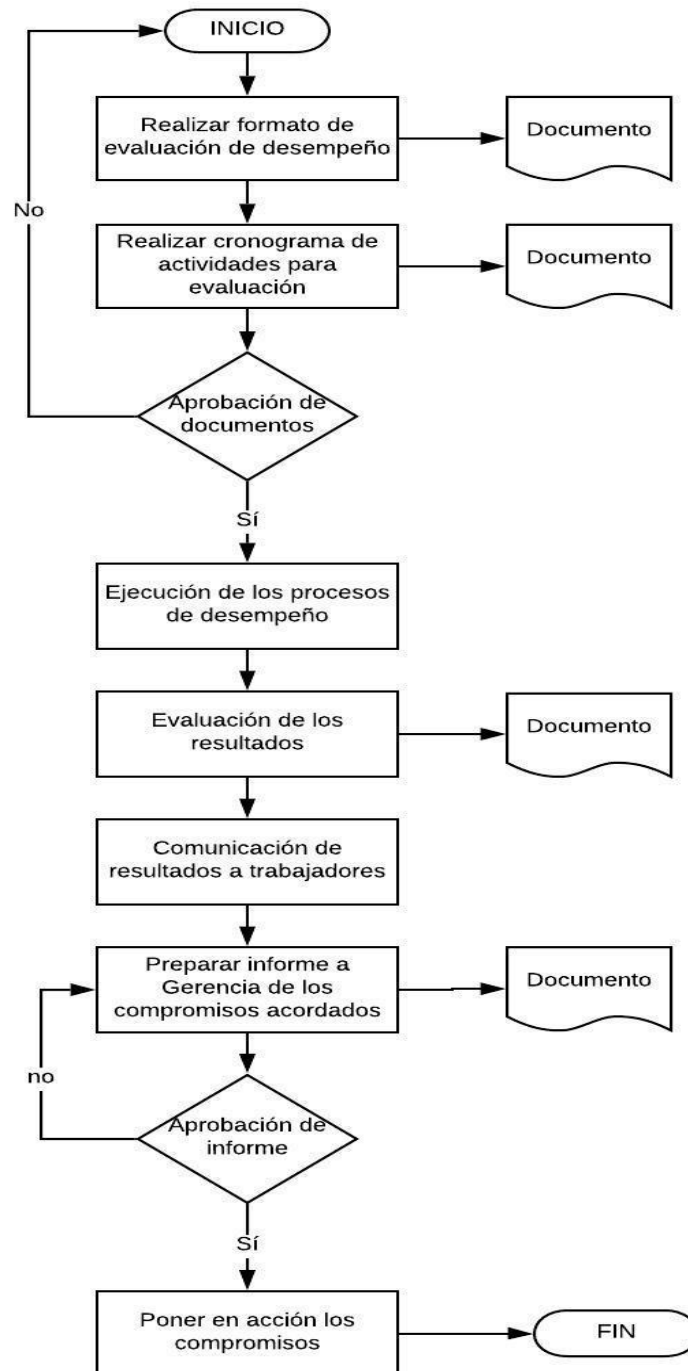 INICIO
Realizar formato de
evaluación de desempeño
Documento
No
Realizar cronograma de
actividades para
evaluación
Documento
Aprobación de
documentos
Sí
Ejecución de los procesos
de desempeño
Evaluación de los
resultados
Documento
Comunicación de
resultados a trabajadores
Preparar informe a
Gerencia de los
compromisos acordados
Documento
no
Aprobación de
informe
Sí
Poner en acción los
compromisos
FIN